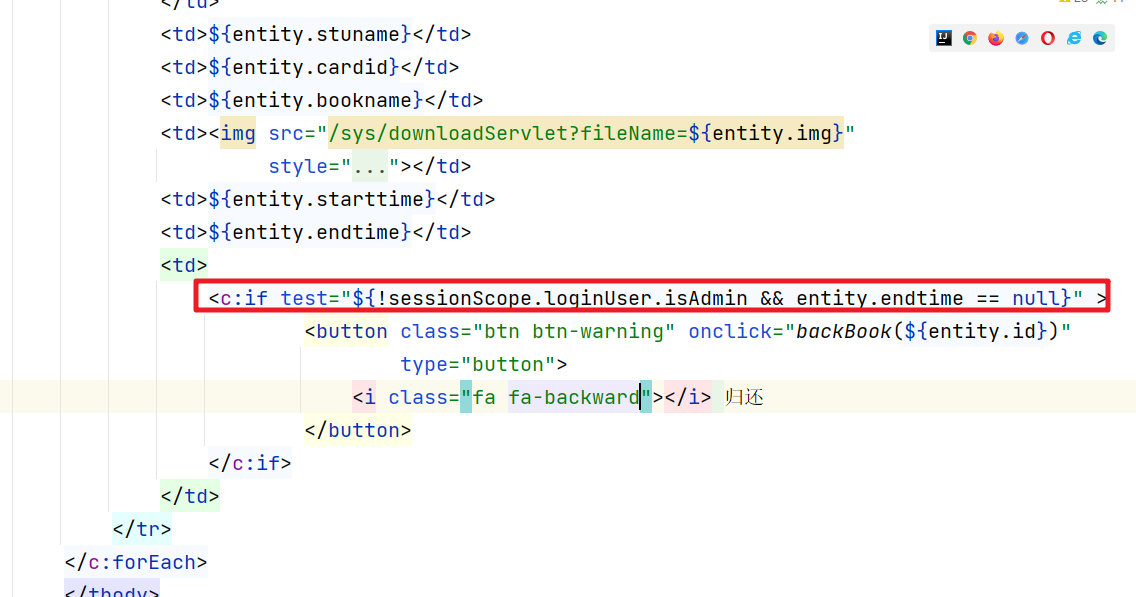 </td>
<td>${entity.stuname}</td>
<td>${entity.cardid}</td>
<td>${entity.bookname}</td>
<td><img src="/sys/downloadServlet?fileName=${entity.img}"
style="..."></td>
<td>${entity.starttime}</td>
<td>${entity.endtime}</td>
<td>
<c:if test="${!sessionScope.loginUser.isAdmin && entity.endtime == null}" >
<button class="btn btn-warning" onclick="backBook(${entity.id})"
type="button">
<i class="fa fa-backward"></i> 归还
</button>
</c:if>
</td>
</tr>
</c:forEach>
</tbody>